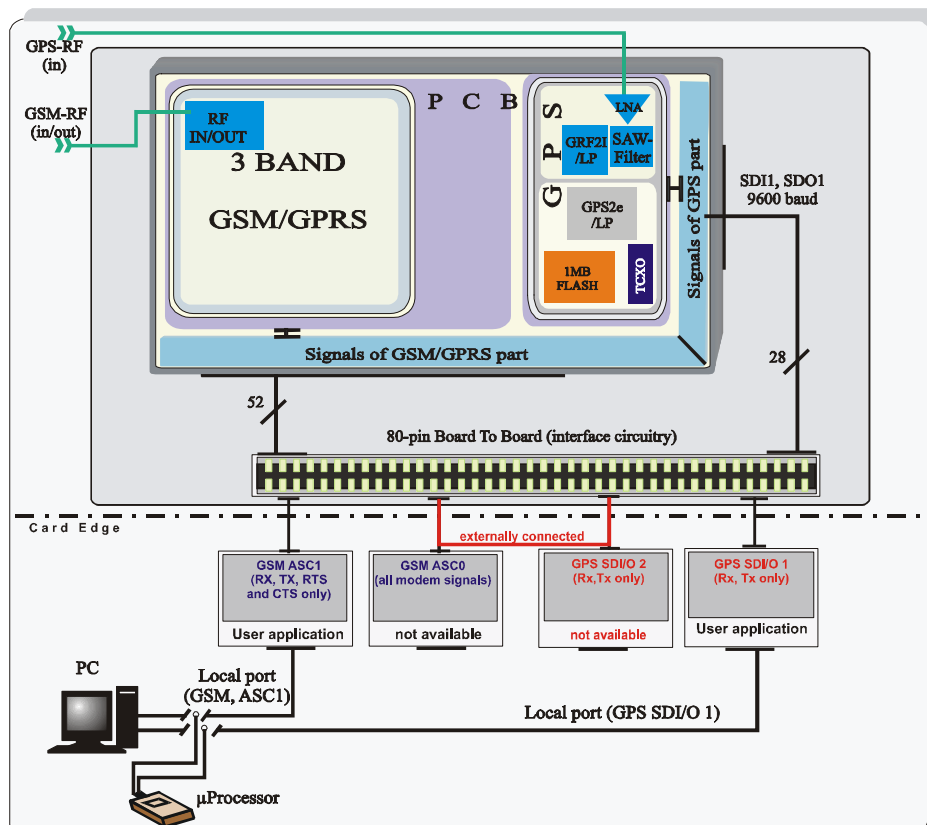 GPS-RF
(in)
GSM-RF
(in/out)
RF
IN/OUT
3 BAND
GSM/GPRS
P C B
G P S
LNA
GRF2I
/LP
SAW-
Filter
GPS2e
/LP
1MB
FLASH
TCXO
Signals of GPS part
Signals of GSM/GPRS part
SDI1, SDO1
9600 baud
28
52
80-pin Board To Board (interface circuitry)
Card Edge
externally connected
GSM ASC1
(RX, TX, RTS
and CTS only)
User application
GSM ASC0
(all modem signals)
not available
GPS SDI/O 2
(Rx,Tx only)
not available
GPS SDI/O 1
(Rx, Tx only)
User application
PC
Local port
(GSM, ASC1)
Local port (GPS SDI/O 1)
µProcessor